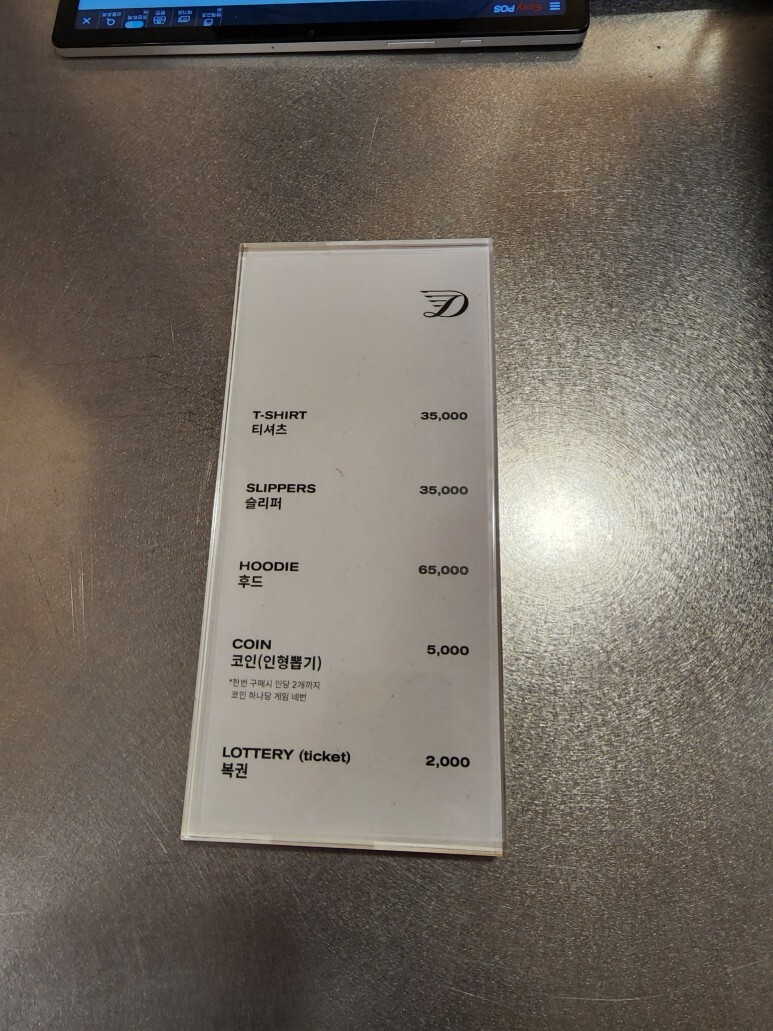 Easy POS
T-SHIRT 35,000
티셔츠
SLIPPERS 35,000
슬리퍼
HOODIE 65,000
후드
COIN 5,000
코인(인형뽑기)
*한번 구매시 인당 2개까지
코인 하나당 게임 네번
LOTTERY (ticket) 2,000
복권